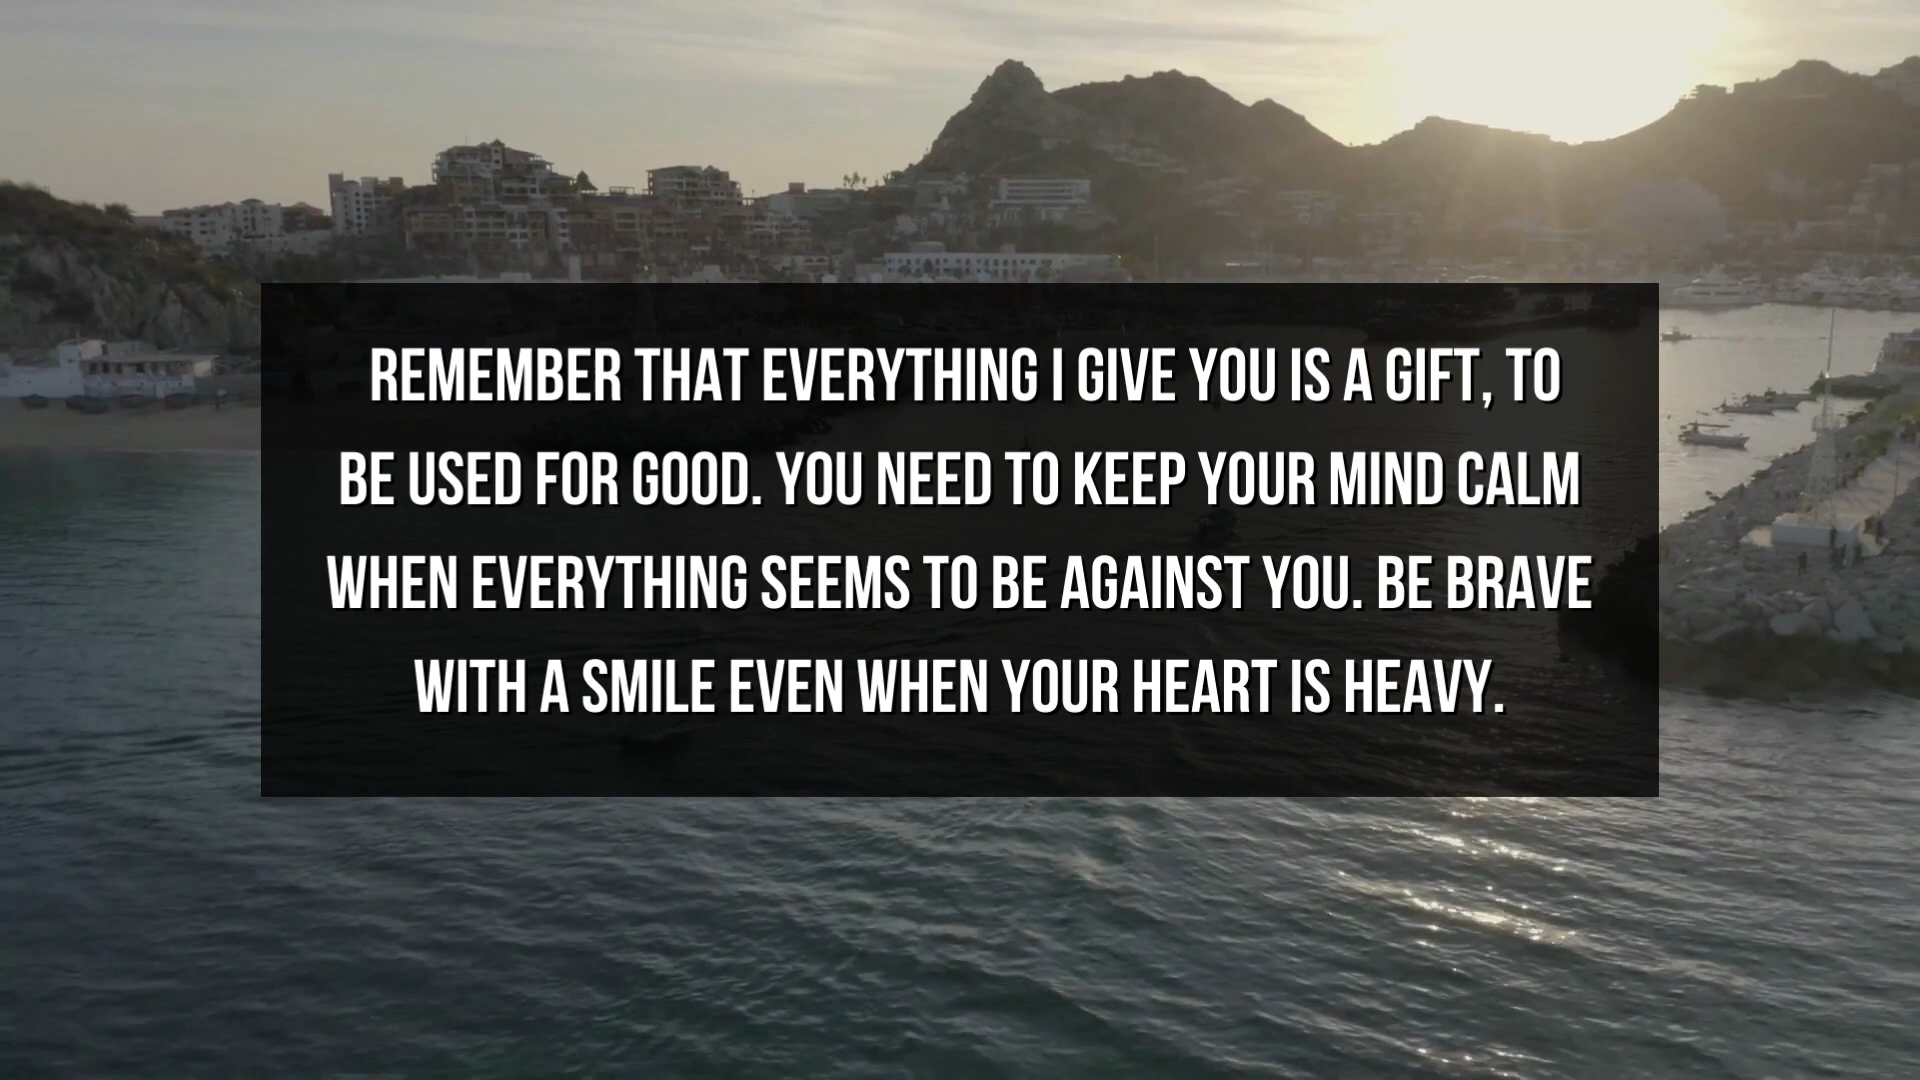 REMEMBER THAT EVERYTHING I GIVE YOU IS A GIFT, TO
BE USED FOR GOOD. YOU NEED TO KEEP YOUR MIND CALM
WHEN EVERYTHING SEEMS TO BE AGAINST YOU. BE BRAVE
WITH A SMILE EVEN WHEN YOUR HEART IS HEAVY.